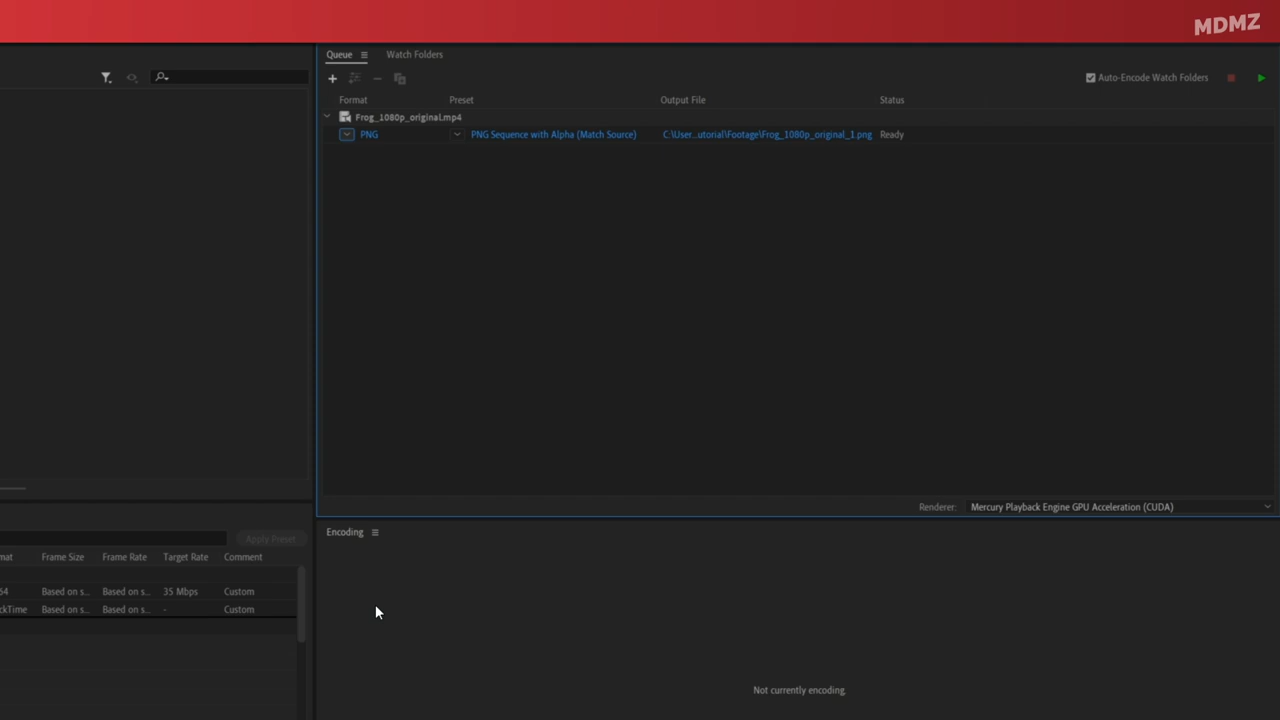 MDMZ
Queue
Watch Folders
Auto-Encode Watch Folders
Format Preset Output File Status
Frog_1080p_original.mp4
PNG PNG Sequence with Alpha (Match Source) C:\User...utorial\Footage\Frog_1080p_original_1.png Ready
Renderer: Mercury Playback Engine GPU Acceleration (CUDA)
Encoding
Apply Preset
mat Frame Size Frame Rate Target Rate Comment
64 Based on s... Based on s... 35 Mbps Custom
ckTime Based on s... Based on s... - Custom
Not currently encoding.